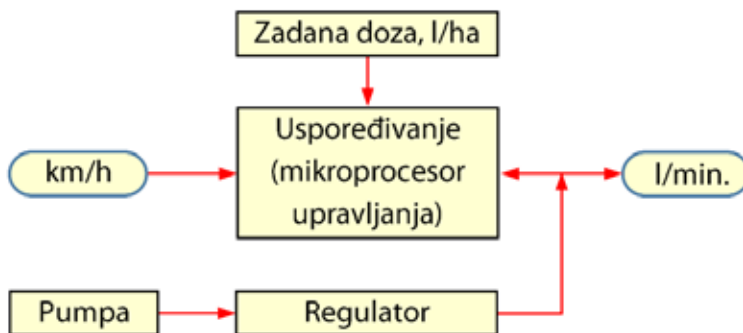 Zadana doza, l/ha
Uspoređivanje
(mikroprocesor
upravljanja)
km/h
l/min.
Pumpa
Regulator